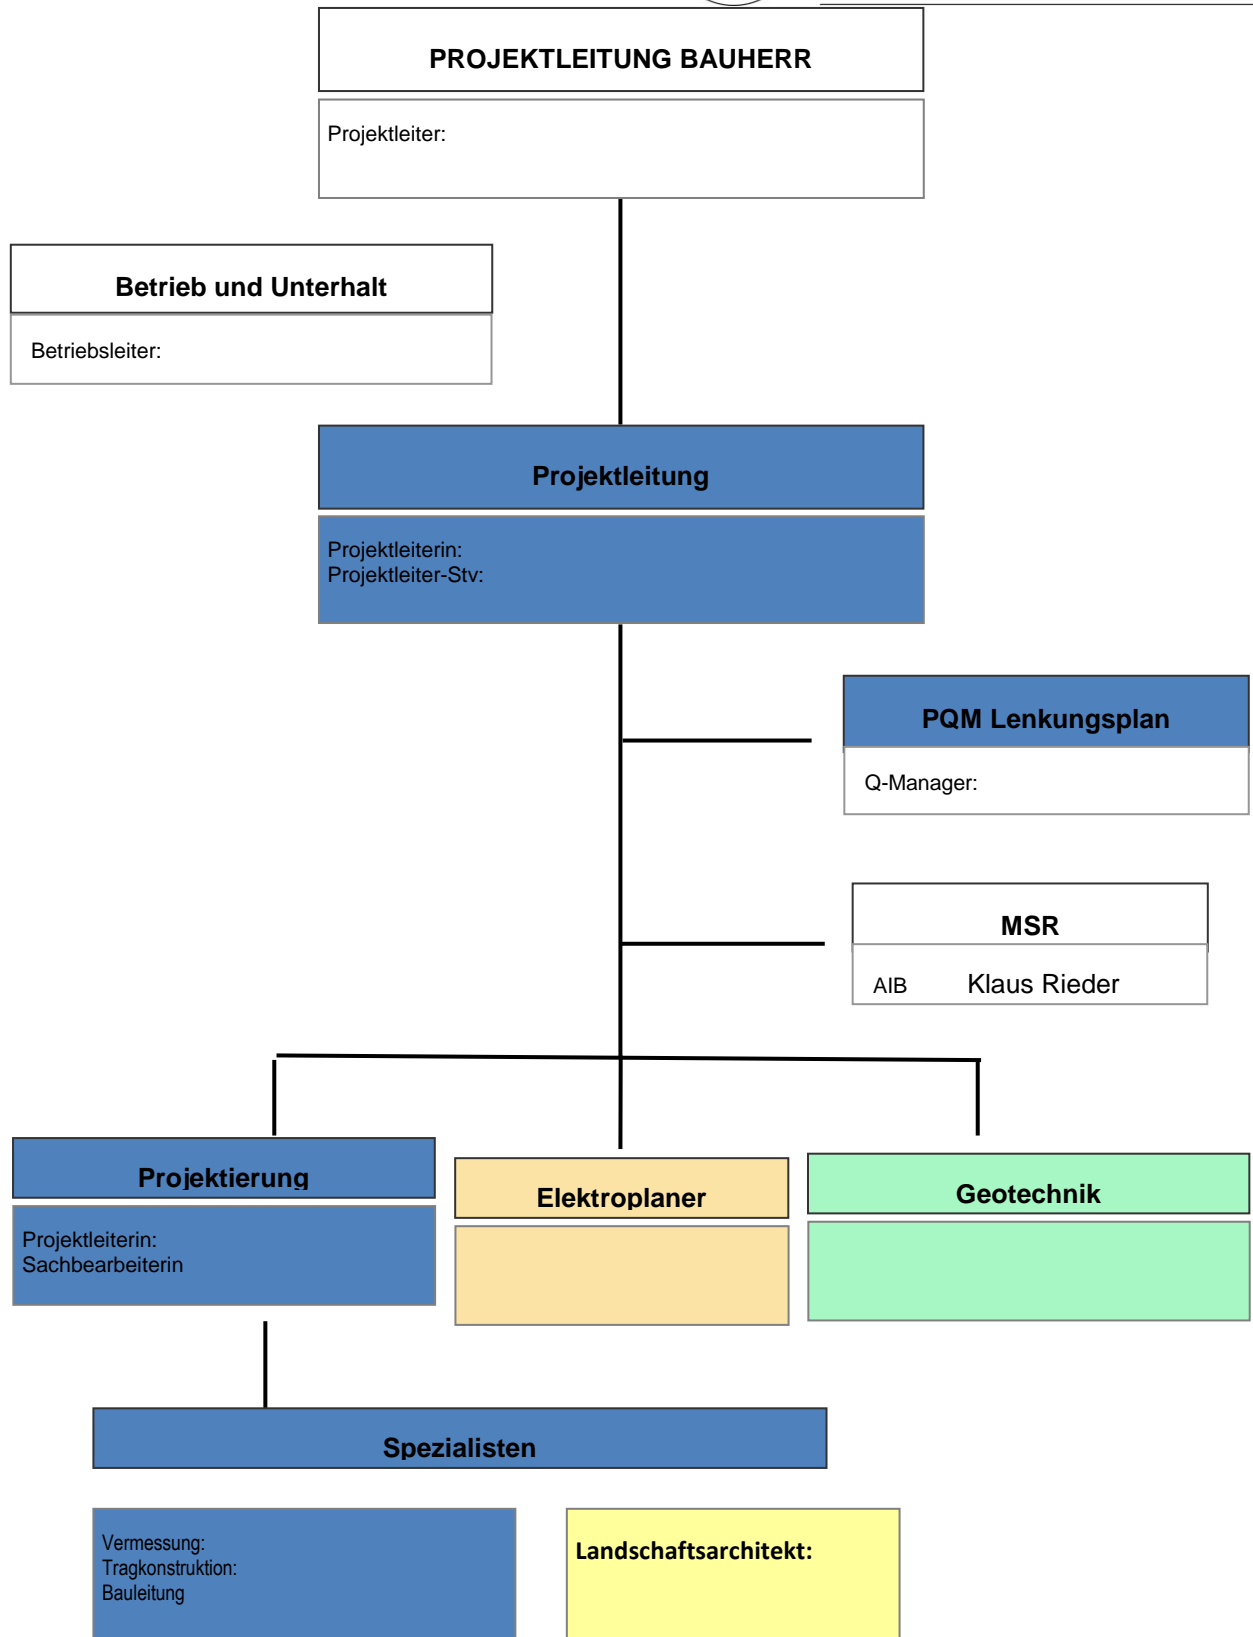 PROJEKTLEITUNG BAUHERR
Projektleiter:
Betrieb und Unterhalt
Betriebsleiter:
Projektleitung
Projektleiterin:
Projektleiter-Stv:
PQM Lenkungsplan
Q-Manager:
MSR
AIB Klaus Rieder
Projektierung
Projektleiterin:
Sachbearbeiterin
Elektroplaner
Geotechnik
Spezialisten
Vermessung:
Tragkonstruktion:
Bauleitung
Landschaftsarchitekt: